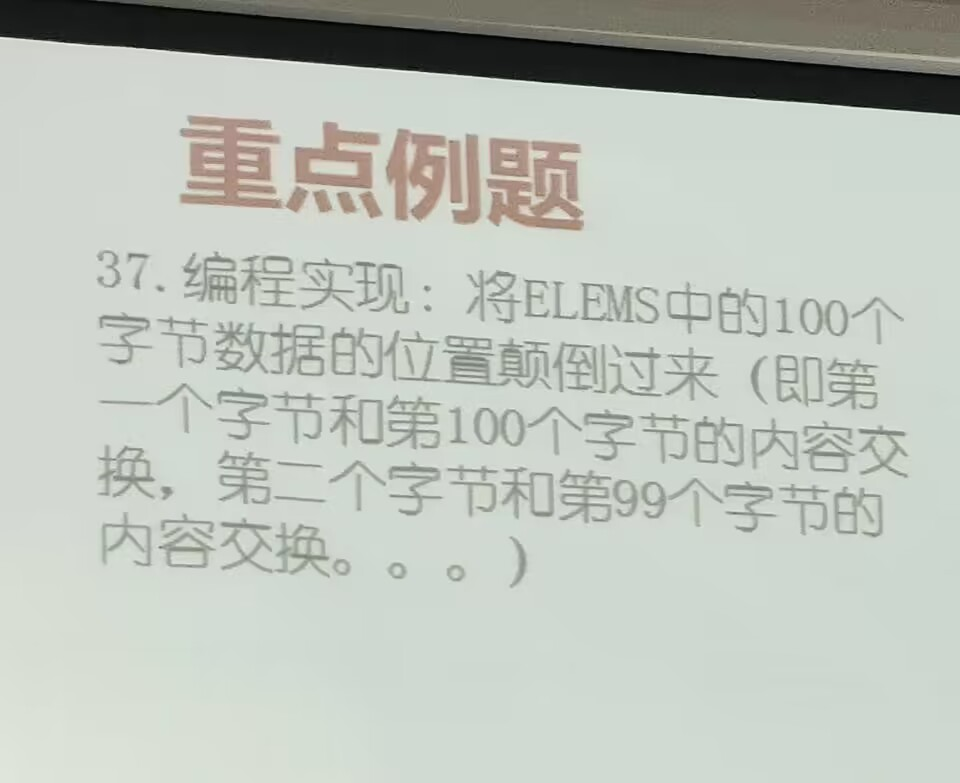 重点例题
37.编程实现：将ELEMS中的100个
字节数据的位置颠倒过来（即第
一个字节和第100个字节的内容交
换，第二个字节和第99个字节的
内容交换。。。）